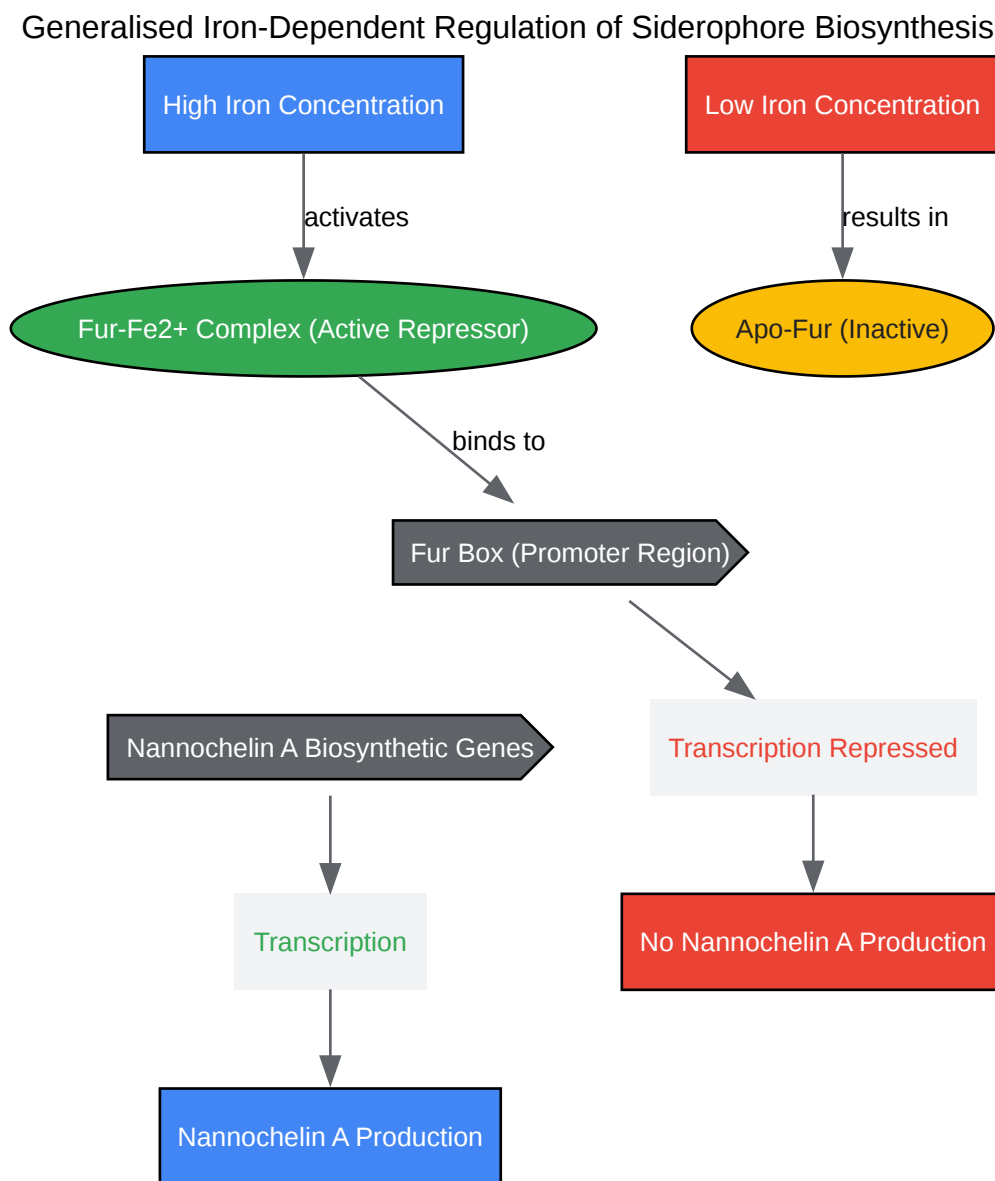 Generalised Iron-Dependent Regulation of Siderophore Biosynthesis
High Iron Concentration
Low Iron Concentration
activates
results in
Fur-Fe2+ Complex (Active Repressor)
Apo-Fur (Inactive)
binds to
Fur Box (Promoter Region)
Nannochelin A Biosynthetic Genes
Transcription Repressed
Transcription
No Nannochelin A Production
Nannochelin A Production